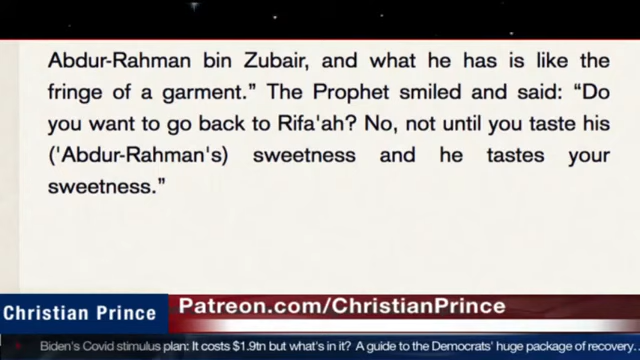 Abdur-Rahman bin Zubair, and what he has is like the
fringe of a garment.” The Prophet smiled and said: “Do
you want to go back to Rifa'ah? No, not until you taste his
('Abdur-Rahman's) sweetness and he tastes your
sweetness.”
Christian Prince
Patreon.com/ChristianPrince
Biden's Covid stimulus plan: It costs $1.9tn but what's in it? A guide to the Democrats' huge package of recovery.